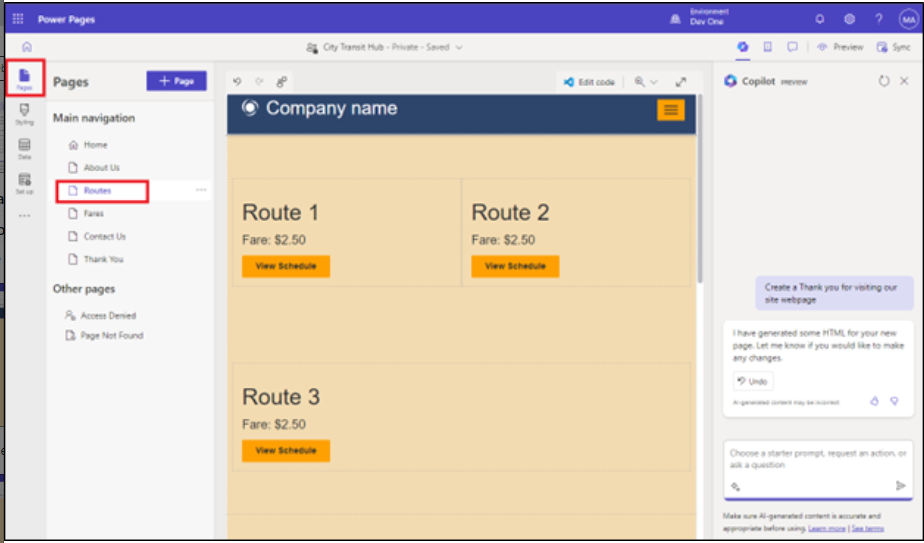 Power Pages
Environment
Dev One
MA
City Transit Hub - Private - Saved
Preview
Sync
Pages
Pages
+ Page
Edit code
Copilot PREVIEW
Styling
Data
Set up
Main navigation
Home
About Us
Routes
Fares
Contact Us
Thank You
Other pages
Access Denied
Page Not Found
Company name
Route 1
Fare: $2.50
View Schedule
Route 2
Fare: $2.50
View Schedule
Route 3
Fare: $2.50
View Schedule
Create a Thank you for visiting our
site webpage
I have generated some HTML for your new
page. Let me know if you would like to make
any changes.
Undo
AI-generated content may be incorrect
Choose a starter prompt, request an action, or
ask a question
Make sure AI-generated content is accurate and
appropriate before using. Learn more | See terms